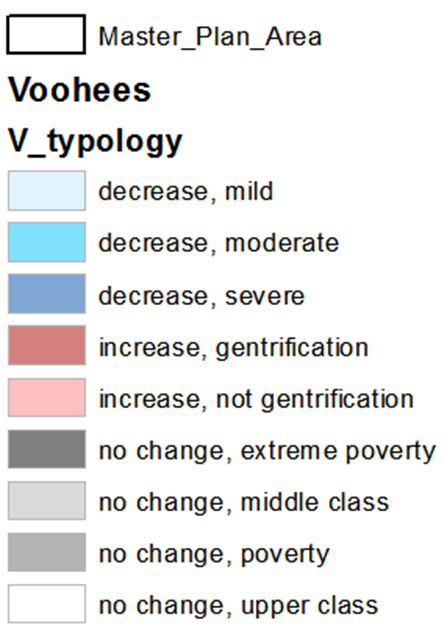 Master_Plan_Area
Voohees
V_typology
decrease, mild
decrease, moderate
decrease, severe
increase, gentrification
increase, not gentrification
no change, extreme poverty
no change, middle class
no change, poverty
no change, upper class